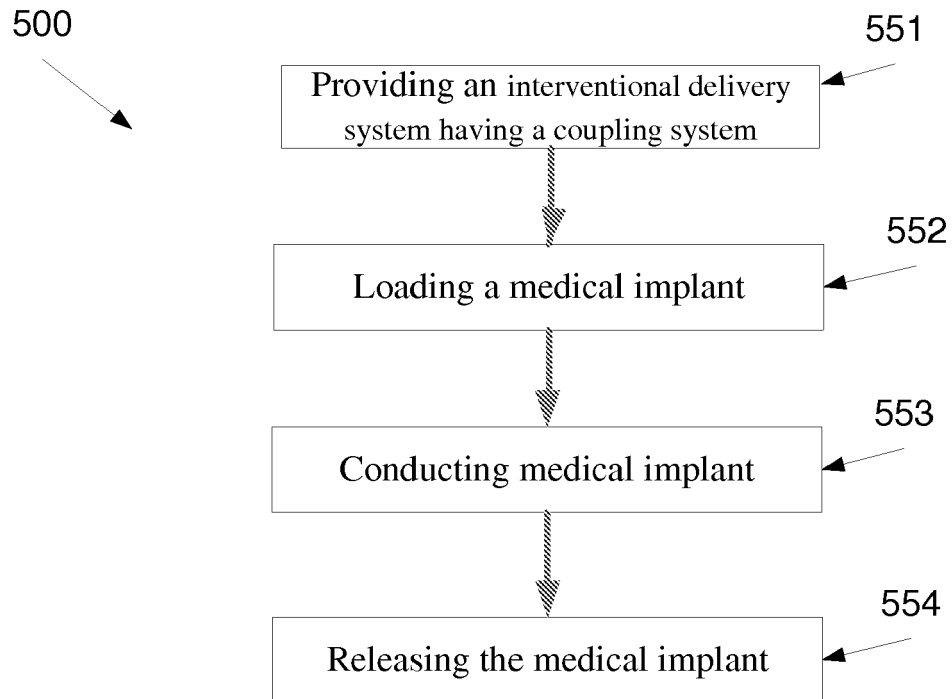 500
551
Providing an interventional delivery
system having a coupling system
552
Loading a medical implant
553
Conducting medical implant
554
Releasing the medical implant